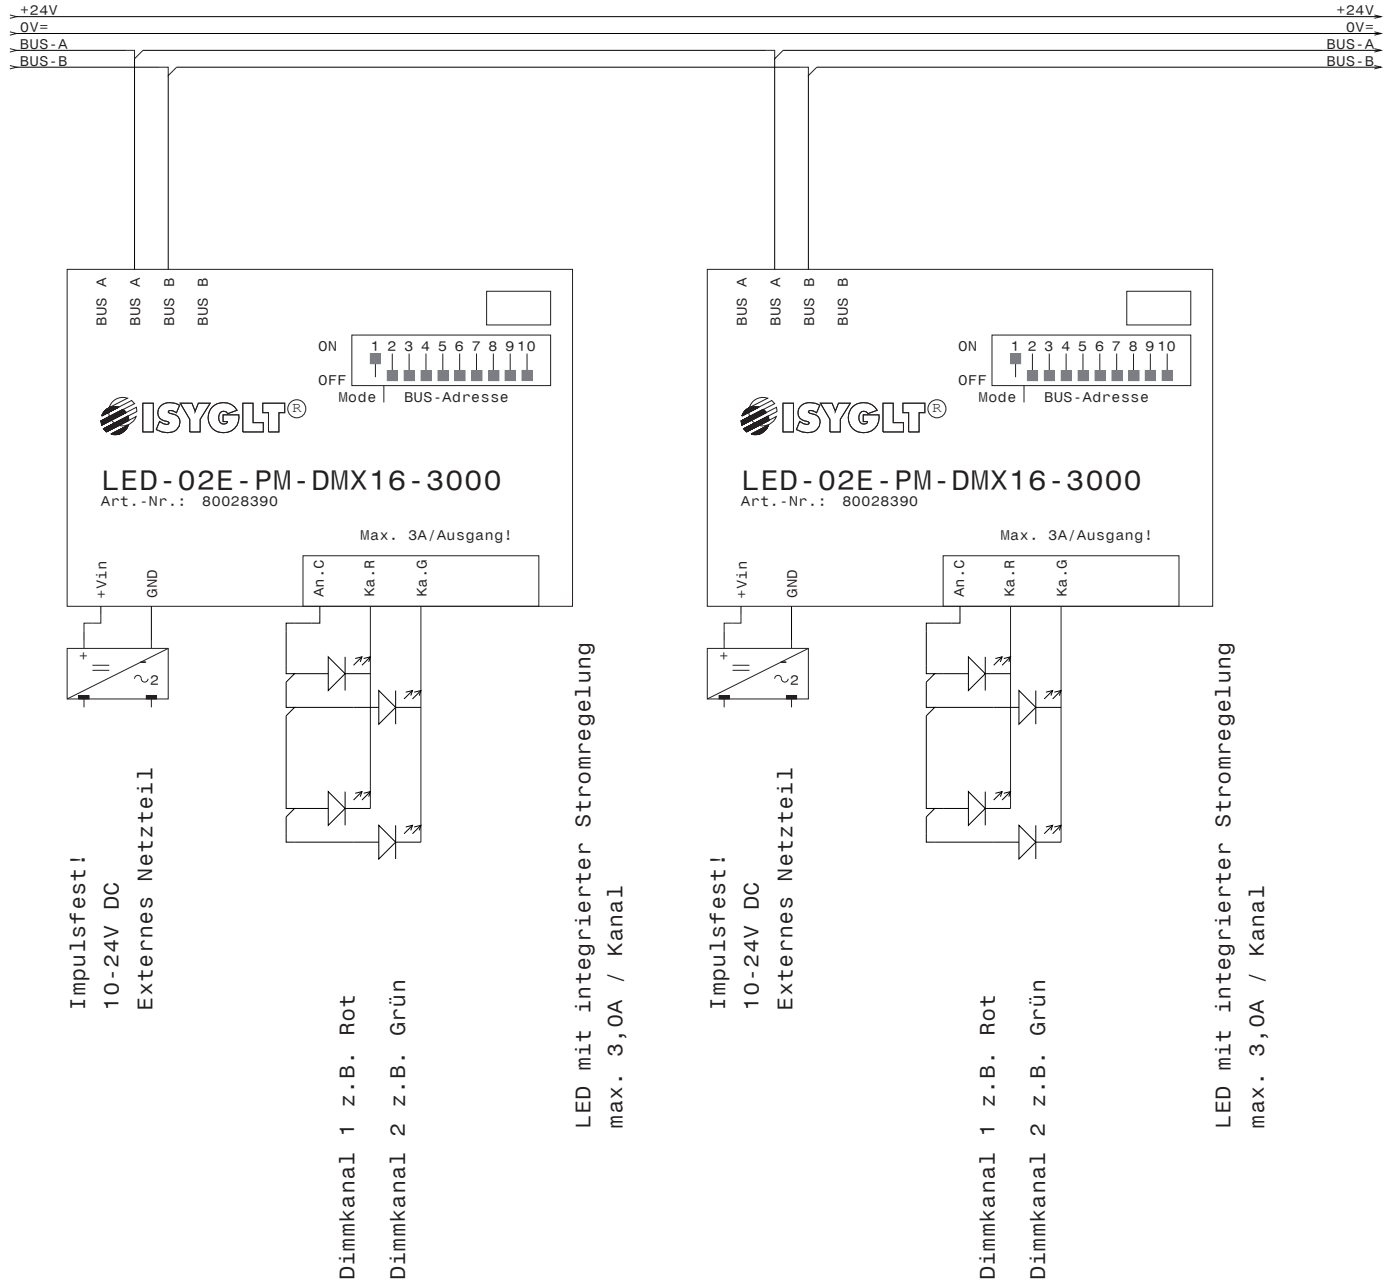 +24V
+24V
0V=
0V=
BUS-A
BUS-A
BUS-B
BUS-B
BUS A
BUS A
BUS B
BUS B
ON
1 2 3 4 5 6 7 8 9 10
OFF
Mode
BUS-Adresse
ISYGLT®
LED-02E-PM-DMX16-3000
Art.-Nr.: 80028390
Max. 3A/Ausgang!
+Vin
GND
An.C
Ka.R
Ka.G
+
-
=
~2
Impulsfest!
10-24V DC
Externes Netzteil
Dimmkanal 1 z.B. Rot
Dimmkanal 2 z.B. Grün
LED mit integrierter Stromregelung
max. 3,0A / Kanal
BUS A
BUS A
BUS B
BUS B
ON
1 2 3 4 5 6 7 8 9 10
OFF
Mode
BUS-Adresse
ISYGLT®
LED-02E-PM-DMX16-3000
Art.-Nr.: 80028390
Max. 3A/Ausgang!
+Vin
GND
An.C
Ka.R
Ka.G
+
-
=
~2
Impulsfest!
10-24V DC
Externes Netzteil
Dimmkanal 1 z.B. Rot
Dimmkanal 2 z.B. Grün
LED mit integrierter Stromregelung
max. 3,0A / Kanal